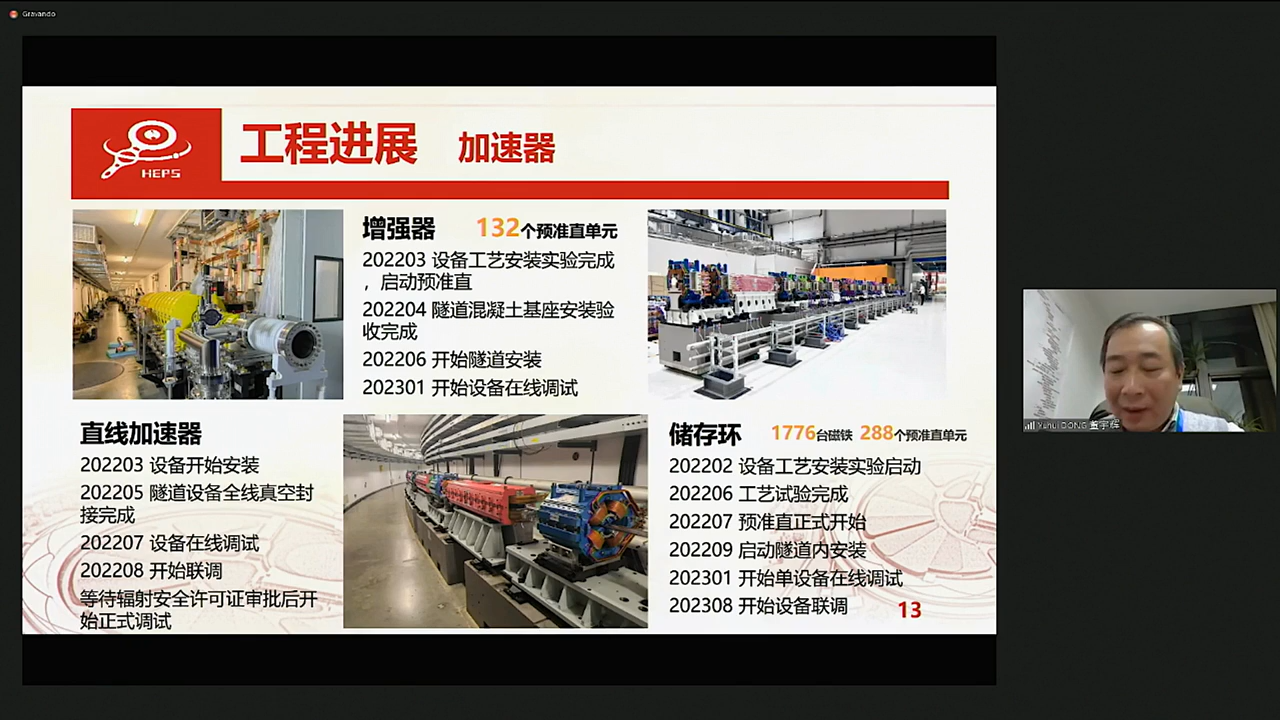 Gravando
HEPS
工程进展 加速器
增强器 132个预准直单元
202203 设备工艺安装实验完成
，启动预准直
202204 隧道混凝土基座安装验
收完成
202206 开始隧道安装
202301 开始设备在线调试
直线加速器
202203 设备开始安装
202205 隧道设备全线真空封
接完成
202207 设备在线调试
202208 开始联调
等待辐射安全许可证审批后开
始正式调试
储存环 1776台磁铁 288个预准直单元
202202 设备工艺安装实验启动
202206 工艺试验完成
202207 预准直正式开始
202209 启动隧道内安装
202301 开始单设备在线调试
202308 开始设备联调
13
Yuhui DONG 董宇辉